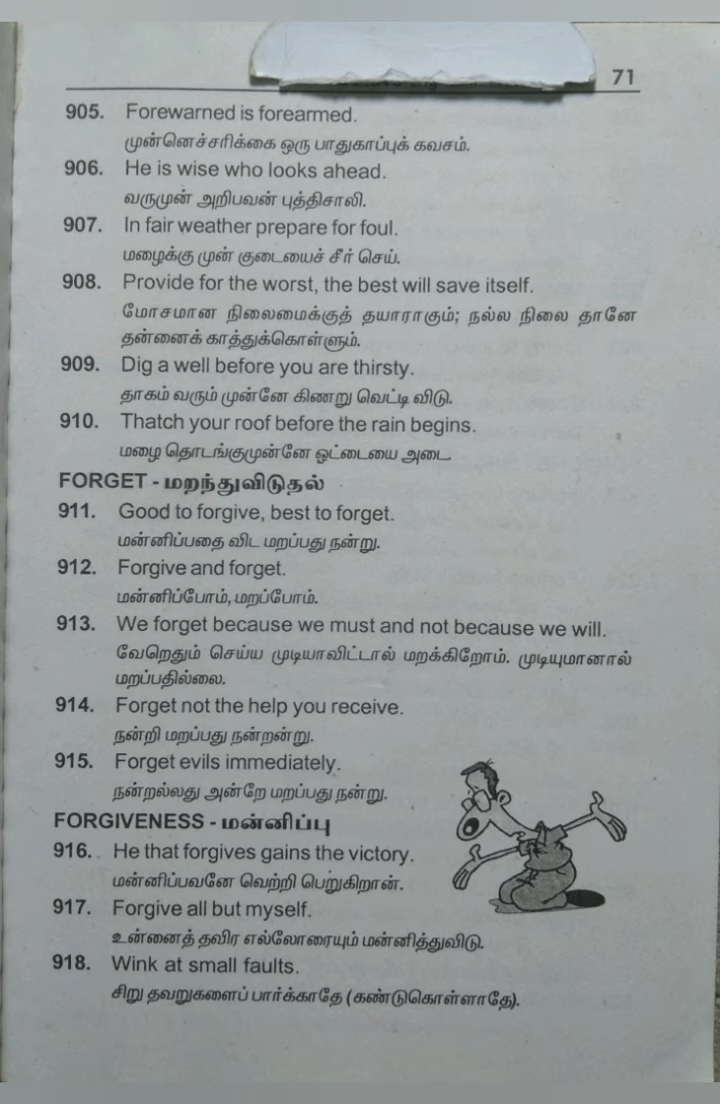 71
905. Forewarned is forearmed.
முன்னெச்சரிக்கை ஒரு பாதுகாப்புக் கவசம்.
906. He is wise who looks ahead.
வருமுன் அறிபவன் புத்திசாலி.
907. In fair weather prepare for foul.
மழைக்கு முன் குடையைச் சீர் செய்.
908. Provide for the worst, the best will save itself.
மோசமான நிலைமைக்குத் தயாராகும்; நல்ல நிலை தானே
தன்னைக் காத்துக்கொள்ளும்.
909. Dig a well before you are thirsty.
தாகம் வரும் முன்னே கிணறு வெட்டி விடு.
910. Thatch your roof before the rain begins.
மழை தொடங்குமுன்னே ஓட்டையை அடை
FORGET - மறந்துவிடுதல்
911. Good to forgive, best to forget.
மன்னிப்பதை விட மறப்பது நன்று.
912. Forgive and forget.
மன்னிப்போம், மறப்போம்.
913. We forget because we must and not because we will.
வேறெதும் செய்ய முடியாவிட்டால் மறக்கிறோம். முடியுமானால்
மறப்பதில்லை.
914. Forget not the help you receive.
நன்றி மறப்பது நன்றன்று.
915. Forget evils immediately.
நன்றல்லது அன்றே மறப்பது நன்று.
FORGIVENESS - மன்னிப்பு
916. He that forgives gains the victory.
மன்னிப்பவனே வெற்றி பெறுகிறான்.
917. Forgive all but myself.
உன்னைத் தவிர எல்லோரையும் மன்னித்துவிடு.
918. Wink at small faults.
சிறு தவறுகளைப் பார்க்காதே (கண்டுகொள்ளாதே).